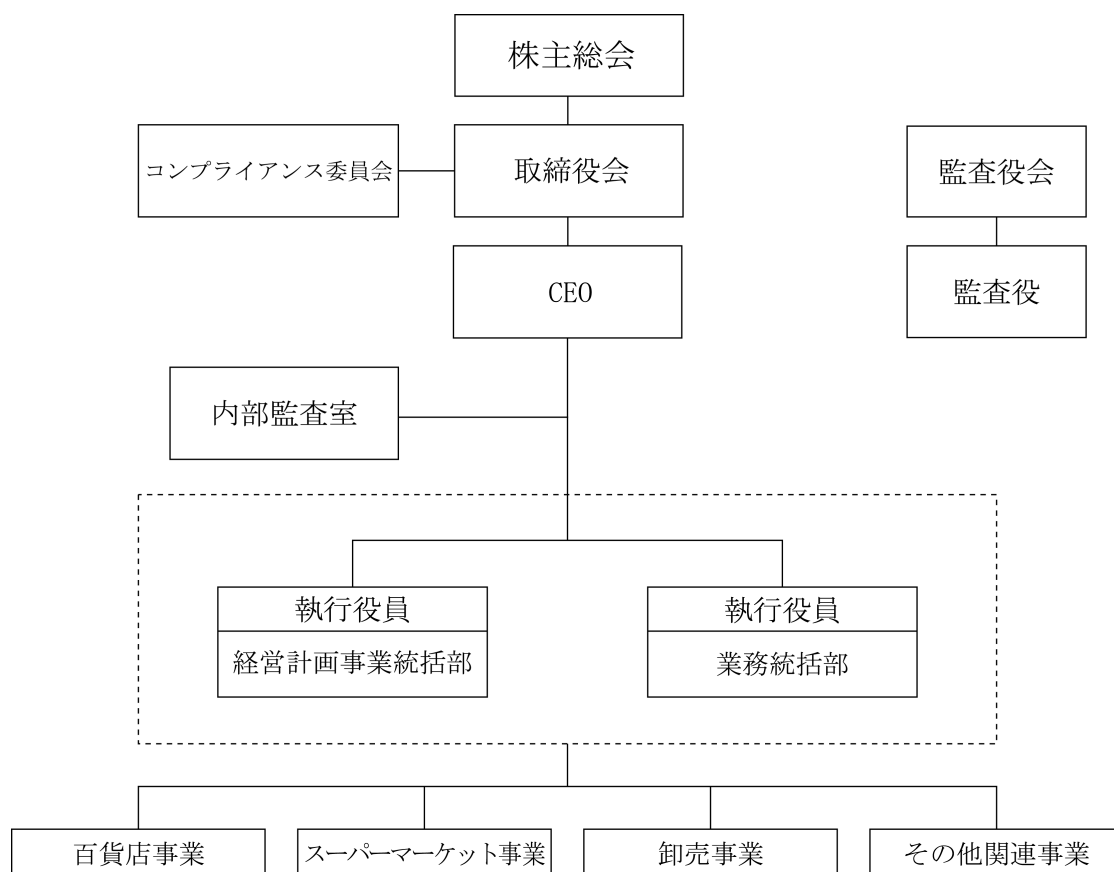 株主総会
コンプライアンス委員会
取締役会
監査役会
CEO
監査役
内部監査室
執行役員
経営計画事業統括部
執行役員
業務統括部
百貨店事業
スーパーマーケット事業
卸売事業
その他関連事業